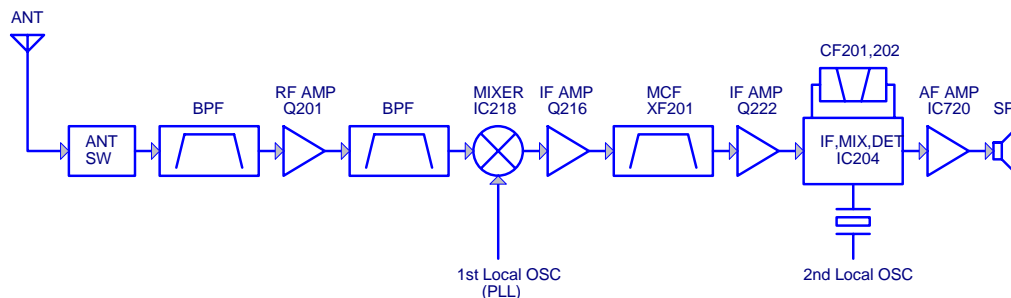 ANT
CF201,202
BPF
RF AMP
Q201
BPF
MIXER
IC218
IF AMP
Q216
MCF
XF201
IF AMP
Q222
AF AMP
IC720
ANT
SW
IF,MIX,DET
IC204
1st Local OSC
(PLL)
2nd Local OSC